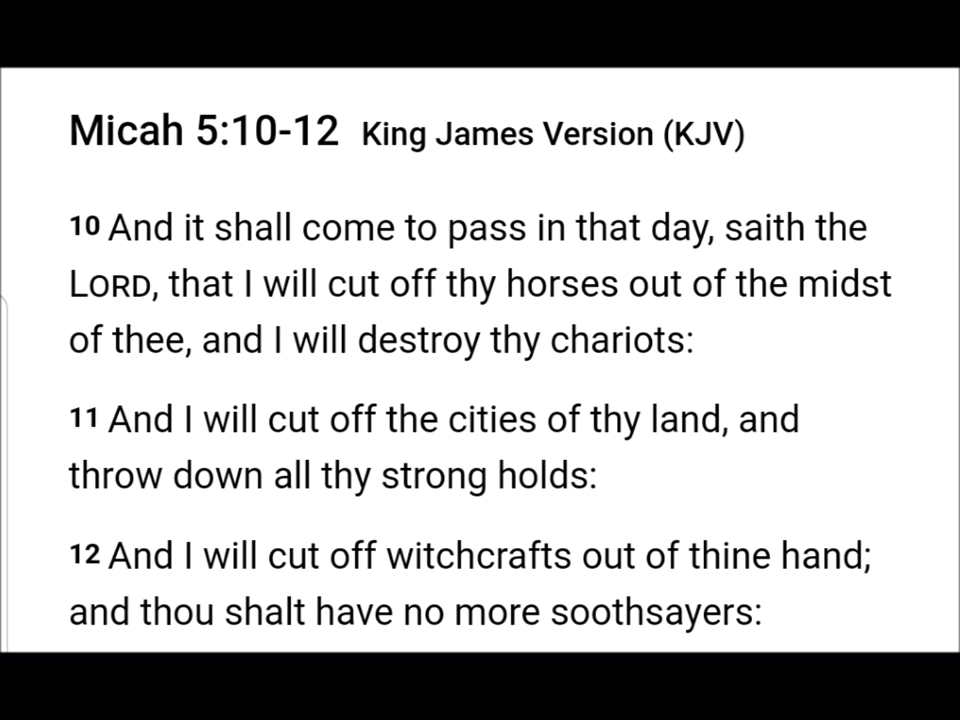 Micah 5:10-12 King James Version (KJV)
10 And it shall come to pass in that day, saith the
LORD, that I will cut off thy horses out of the midst
of thee, and I will destroy thy chariots:
11 And I will cut off the cities of thy land, and
throw down all thy strong holds:
12 And I will cut off witchcrafts out of thine hand;
and thou shalt have no more soothsayers: